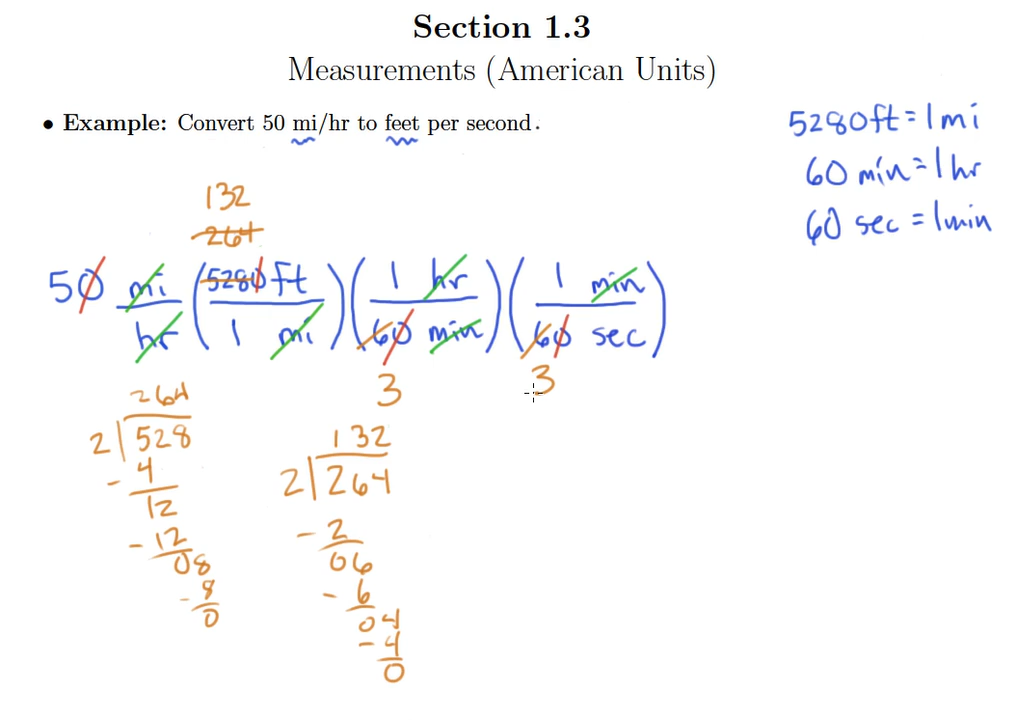 Section 1.3
Measurements (American Units)
• Example: Convert 50 mi/hr to feet per second.
5280ft = 1mi
60 min = 1hr
60 sec = 1min
132
264
50 mi/hr (5280 ft / 1 mi)(1 hr / 60 min)(1 min / 60 sec)
3 3
264
2 528
- 4
12
- 12
08
- 8
0
132
2 264
- 2
06
- 6
04
- 4
0